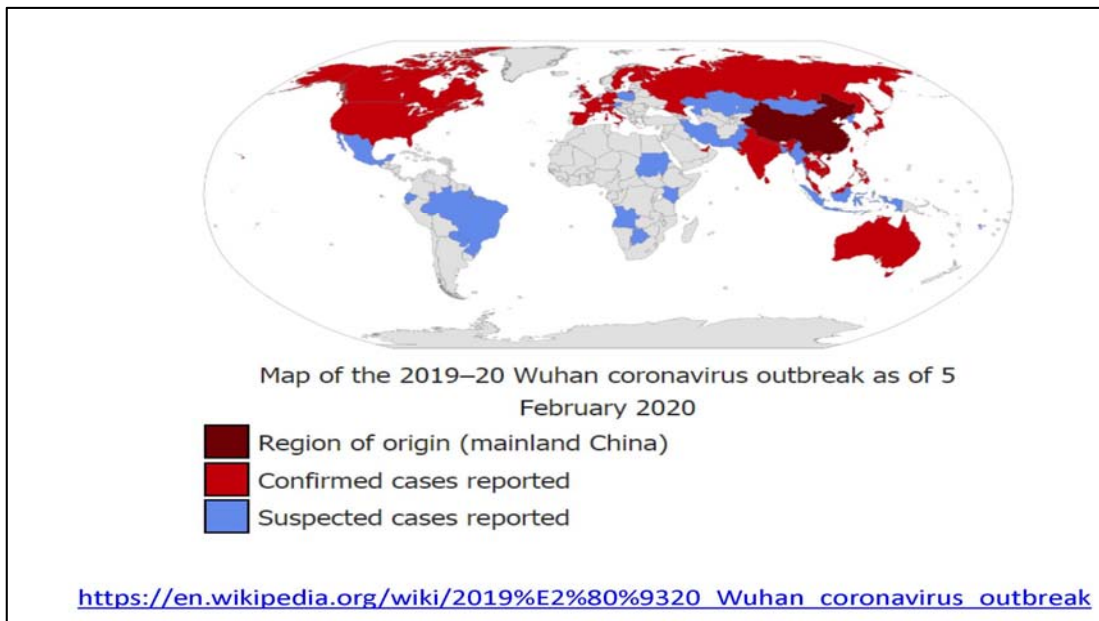 Map of the 2019–20 Wuhan coronavirus outbreak as of 5
February 2020
Region of origin (mainland China)
Confirmed cases reported
Suspected cases reported
https://en.wikipedia.org/wiki/2019%E2%80%9320_Wuhan_coronavirus_outbreak